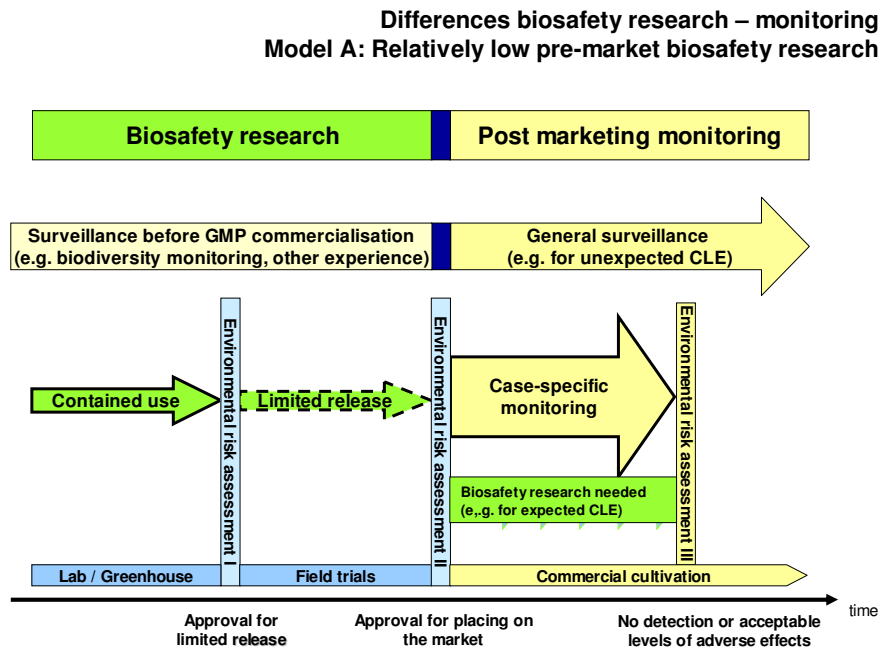 Differences biosafety research – monitoring
Model A: Relatively low pre-market biosafety research
Biosafety research
Post marketing monitoring
Surveillance before GMP commercialisation
(e.g. biodiversity monitoring, other experience)
General surveillance
(e.g. for unexpected CLE)
Environmental risk assessment I
Environmental risk assessment II
Environmental risk assessment III
Contained use
Limited release
Case-specific
monitoring
Biosafety research needed
(e,.g. for expected CLE)
Lab / Greenhouse
Field trials
Commercial cultivation
time
Approval for
limited release
Approval for placing on
the market
No detection or acceptable
levels of adverse effects